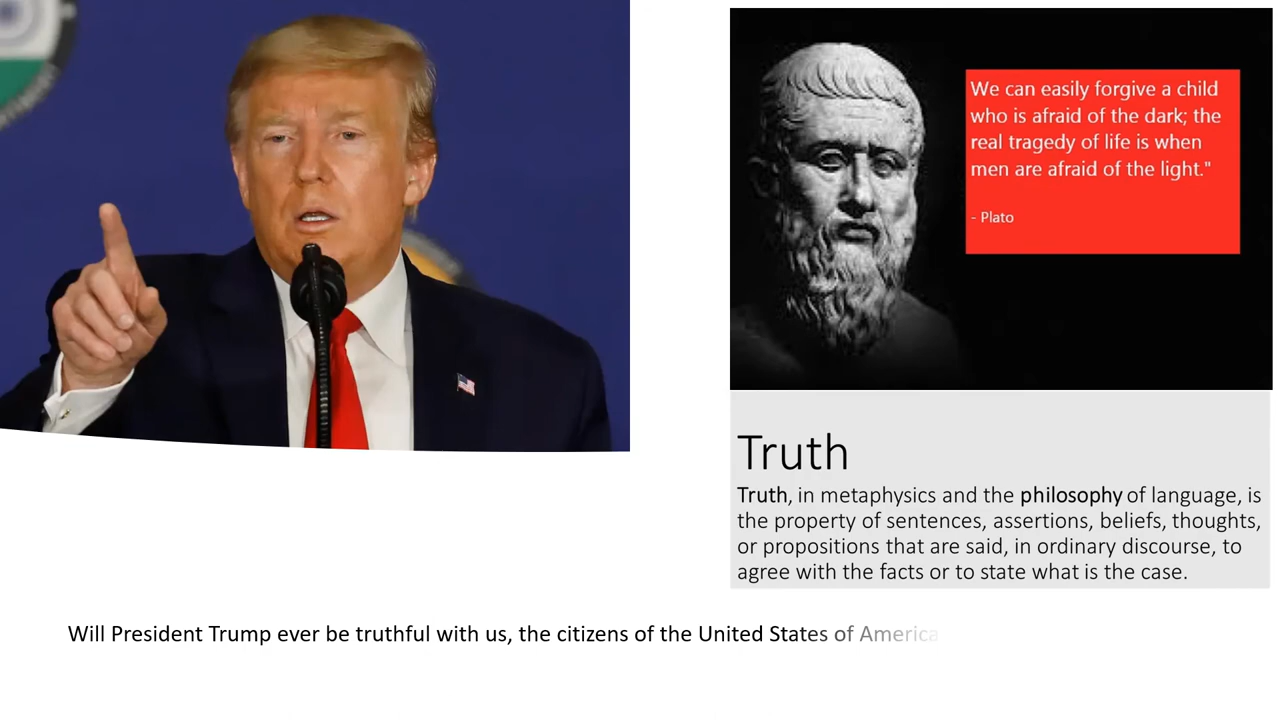 We can easily forgive a child
who is afraid of the dark; the
real tragedy of life is when
men are afraid of the light."
- Plato
Truth
Truth, in metaphysics and the philosophy of language, is
the property of sentences, assertions, beliefs, thoughts,
or propositions that are said, in ordinary discourse, to
agree with the facts or to state what is the case.
Will President Trump ever be truthful with us, the citizens of the United States of America